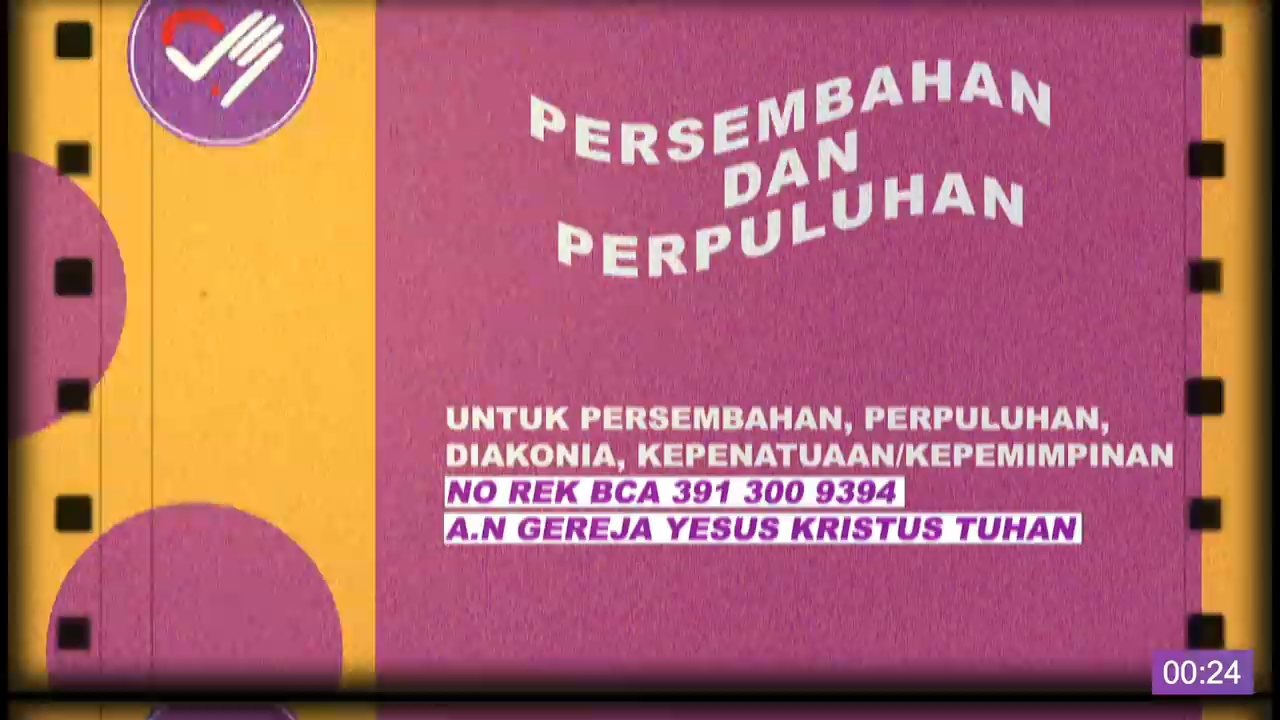 PERSEMBAHAN
DAN
PERPULUHAN
UNTUK PERSEMBAHAN, PERPULUHAN,
DIAKONIA, KEPENATUAAN/KEPEMIMPINAN
NO REK BCA 391 300 9394
A.N GEREJA YESUS KRISTUS TUHAN
00:24